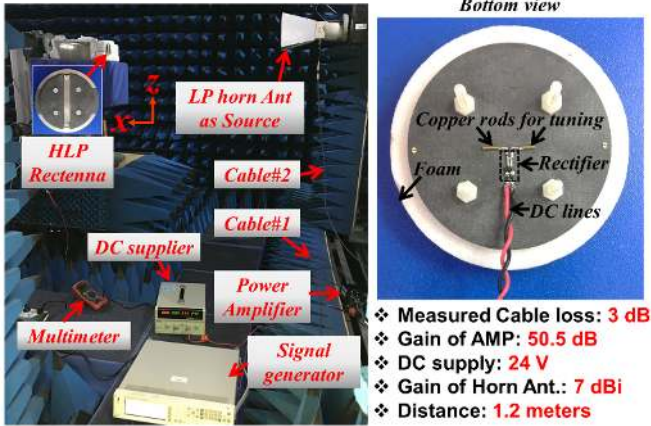 x
z
LP horn Ant
as Source
HLP
Rectenna
Cable#2
Cable#1
DC supplier
Power
Amplifier
Multimeter
Signal
generator
Bottom view
Copper rods for tuning
Rectifier
Foam
DC lines
❖ Measured Cable loss: 3 dB
❖ Gain of AMP: 50.5 dB
❖ DC supply: 24 V
❖ Gain of Horn Ant.: 7 dBi
❖ Distance: 1.2 meters